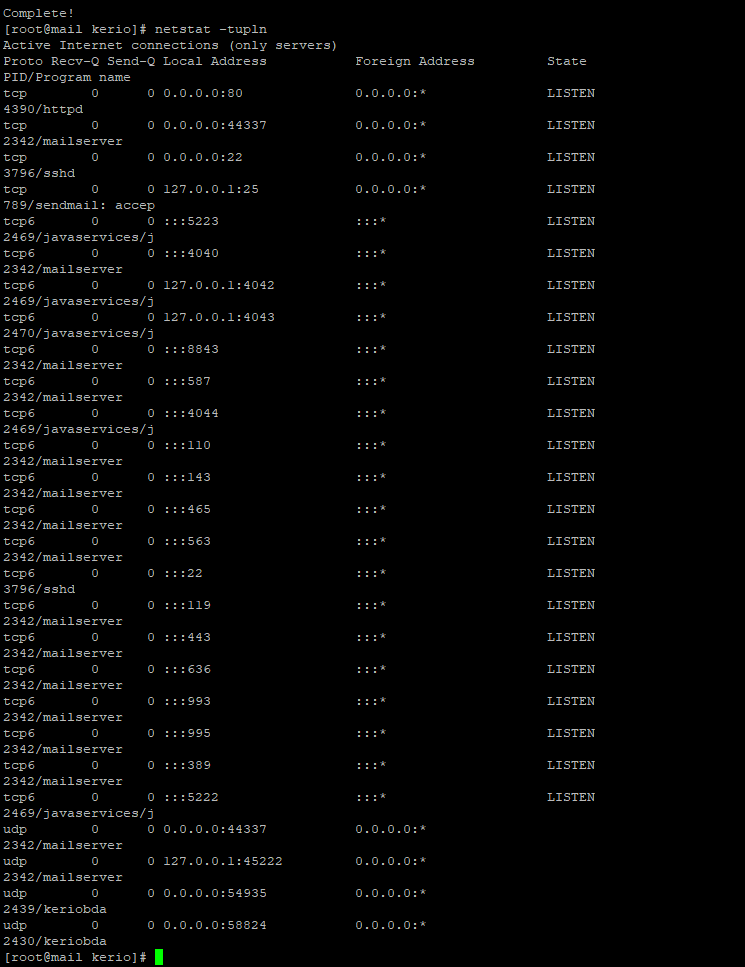 Complete!
[root@mail kerio]# netstat -tupln
Active Internet connections (only servers)
Proto Recv-Q Send-Q Local Address           Foreign Address         State
PID/Program name
tcp        0      0 0.0.0.0:80              0.0.0.0:*               LISTEN
4390/httpd
tcp        0      0 0.0.0.0:44337           0.0.0.0:*               LISTEN
2342/mailserver
tcp        0      0 0.0.0.0:22              0.0.0.0:*               LISTEN
3796/sshd
tcp        0      0 127.0.0.1:25            0.0.0.0:*               LISTEN
789/sendmail: accep
tcp6       0      0 :::5223                 :::*                    LISTEN
2469/javaservices/j
tcp6       0      0 :::4040                 :::*                    LISTEN
2342/mailserver
tcp6       0      0 127.0.0.1:4042          :::*                    LISTEN
2469/javaservices/j
tcp6       0      0 127.0.0.1:4043          :::*                    LISTEN
2470/javaservices/j
tcp6       0      0 :::8843                 :::*                    LISTEN
2342/mailserver
tcp6       0      0 :::587                  :::*                    LISTEN
2342/mailserver
tcp6       0      0 :::4044                 :::*                    LISTEN
2469/javaservices/j
tcp6       0      0 :::110                  :::*                    LISTEN
2342/mailserver
tcp6       0      0 :::143                  :::*                    LISTEN
2342/mailserver
tcp6       0      0 :::465                  :::*                    LISTEN
2342/mailserver
tcp6       0      0 :::563                  :::*                    LISTEN
2342/mailserver
tcp6       0      0 :::22                   :::*                    LISTEN
3796/sshd
tcp6       0      0 :::119                  :::*                    LISTEN
2342/mailserver
tcp6       0      0 :::443                  :::*                    LISTEN
2342/mailserver
tcp6       0      0 :::636                  :::*                    LISTEN
2342/mailserver
tcp6       0      0 :::993                  :::*                    LISTEN
2342/mailserver
tcp6       0      0 :::995                  :::*                    LISTEN
2342/mailserver
tcp6       0      0 :::389                  :::*                    LISTEN
2342/mailserver
tcp6       0      0 :::5222                 :::*                    LISTEN
2469/javaservices/j
udp        0      0 0.0.0.0:44337           0.0.0.0:*
2342/mailserver
udp        0      0 127.0.0.1:45222         0.0.0.0:*
2342/mailserver
udp        0      0 0.0.0.0:54935           0.0.0.0:*
2439/keriobda
udp        0      0 0.0.0.0:58824           0.0.0.0:*
2430/keriobda
[root@mail kerio]#